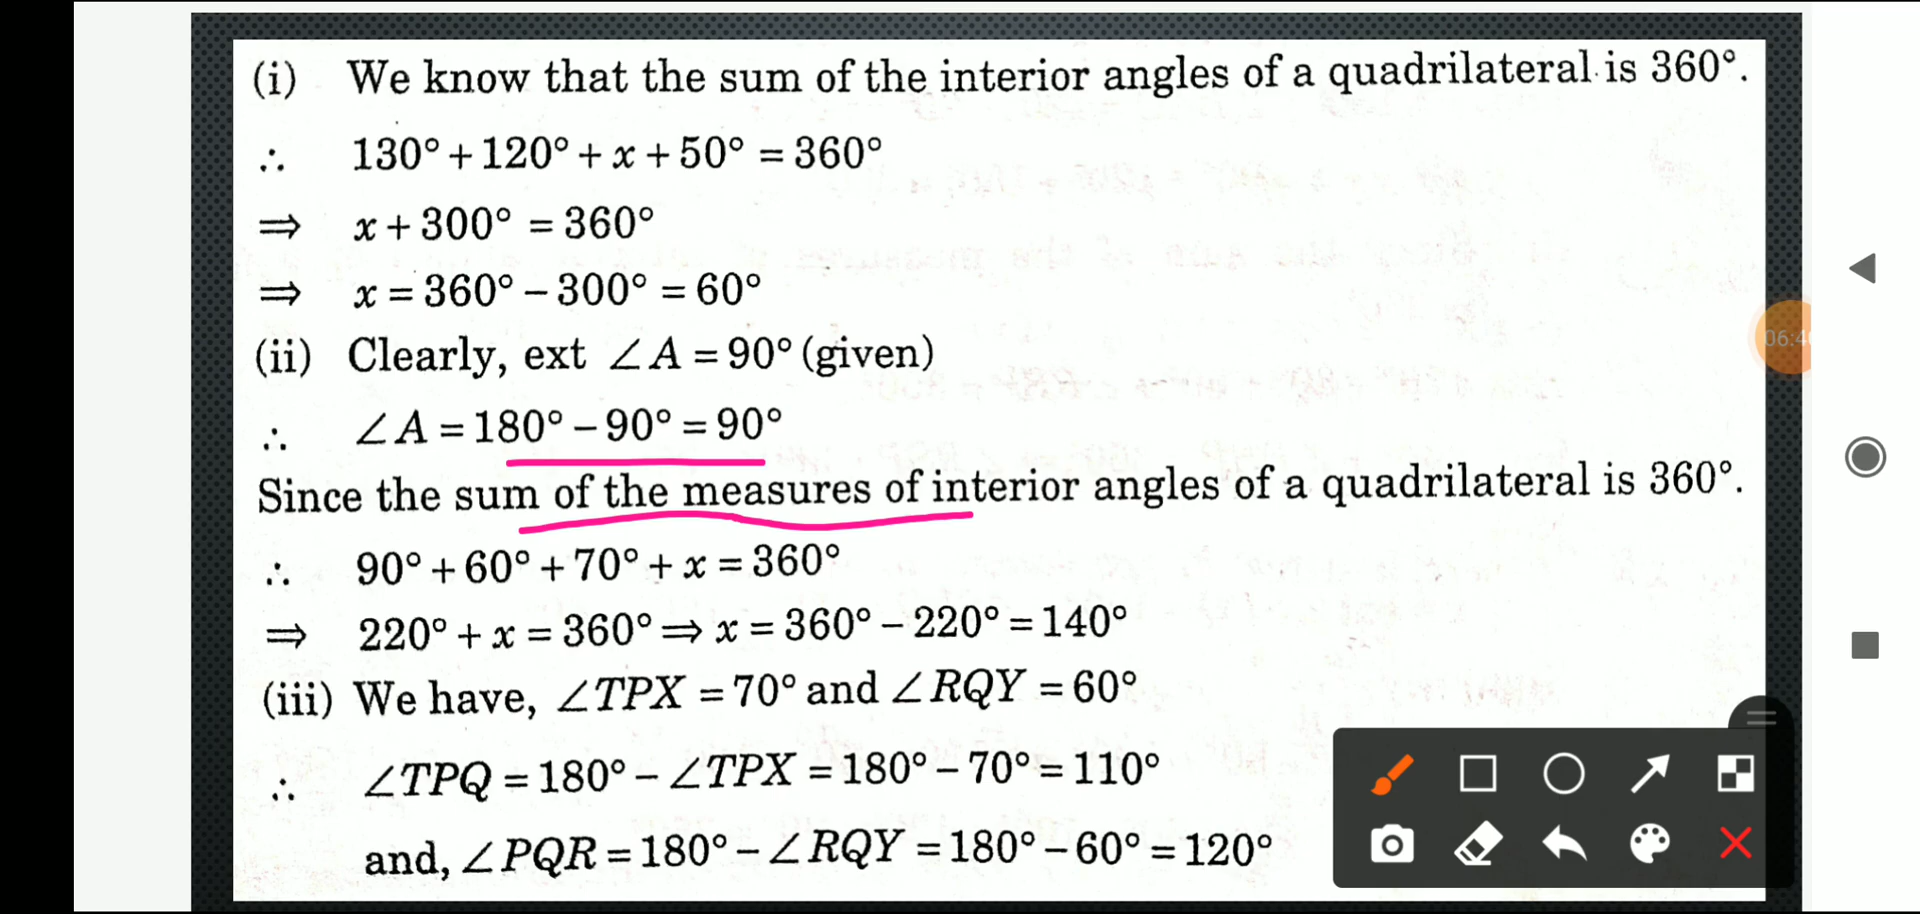 (i) We know that the sum of the interior angles of a quadrilateral is 360°.
∴ 130° + 120° + x + 50° = 360°
⇒ x + 300° = 360°
⇒ x = 360° – 300° = 60°
(ii) Clearly, ext ∠A = 90° (given)
∴ ∠A = 180° – 90° = 90°
Since the sum of the measures of interior angles of a quadrilateral is 360°.
∴ 90° + 60° + 70° + x = 360°
⇒ 220° + x = 360° ⇒ x = 360° – 220° = 140°
(iii) We have, ∠TPX = 70° and ∠RQY = 60°
∴ ∠TPQ = 180° – ∠TPX = 180° – 70° = 110°
and, ∠PQR = 180° – ∠RQY = 180° – 60° = 120°